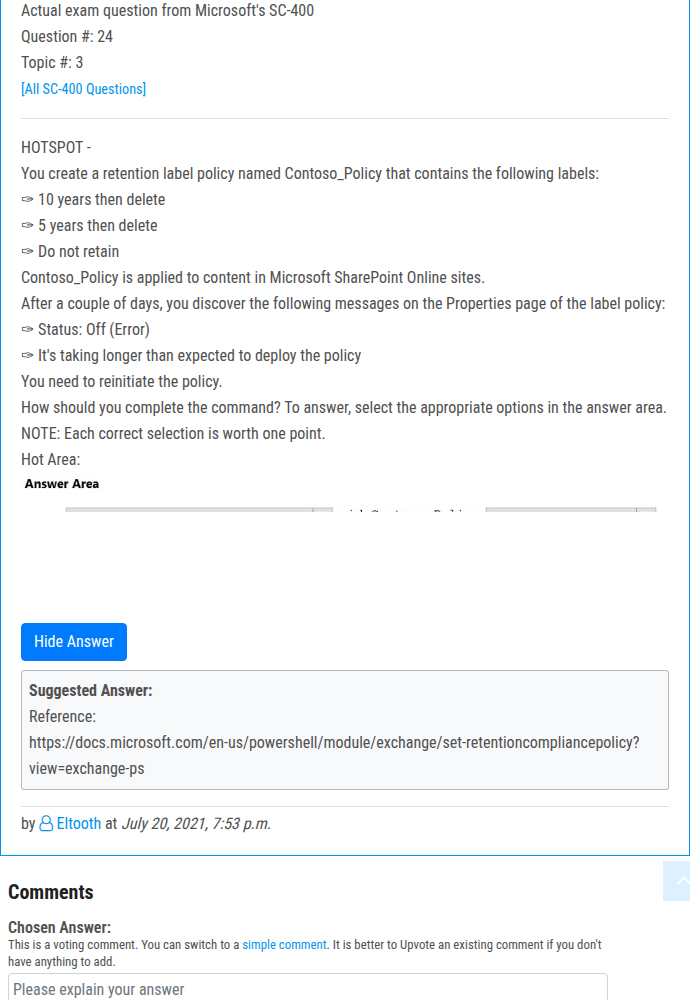 Actual exam question from Microsoft's SC-400
Question #: 24
Topic #: 3
[All SC-400 Questions]
HOTSPOT -
You create a retention label policy named Contoso_Policy that contains the following labels:
✑ 10 years then delete
✑ 5 years then delete
✑ Do not retain
Contoso_Policy is applied to content in Microsoft SharePoint Online sites.
After a couple of days, you discover the following messages on the Properties page of the label policy:
✑ Status: Off (Error)
✑ It's taking longer than expected to deploy the policy
You need to reinitiate the policy.
How should you complete the command? To answer, select the appropriate options in the answer area.
NOTE: Each correct selection is worth one point.
Hot Area:
Answer Area
Hide Answer
Suggested Answer:
Reference:
https://docs.microsoft.com/en-us/powershell/module/exchange/set-retentioncompliancepolicy?
view=exchange-ps
by Eltooth at July 20, 2021, 7:53 p.m.
Comments
Chosen Answer:
This is a voting comment. You can switch to a simple comment. It is better to Upvote an existing comment if you don't
have anything to add.
Please explain your answer